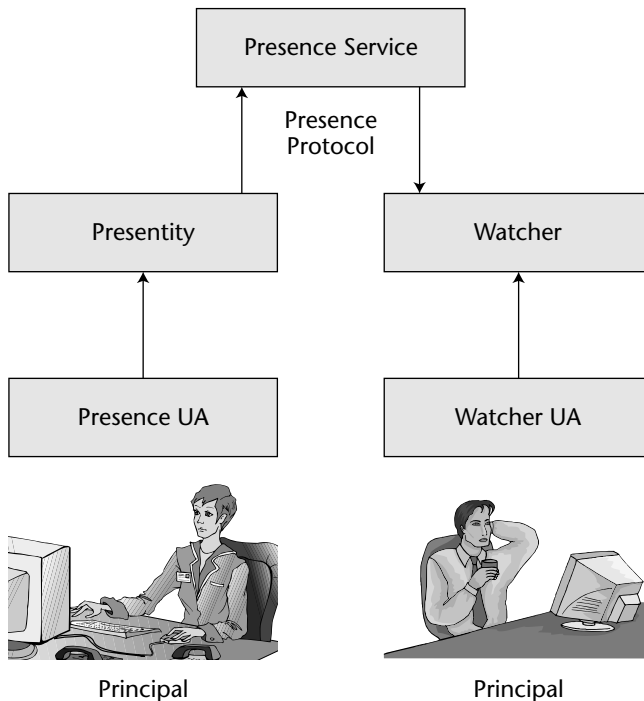 Presence Service
Presence
Protocol
Presentity
Watcher
Presence UA
Watcher UA
Principal
Principal